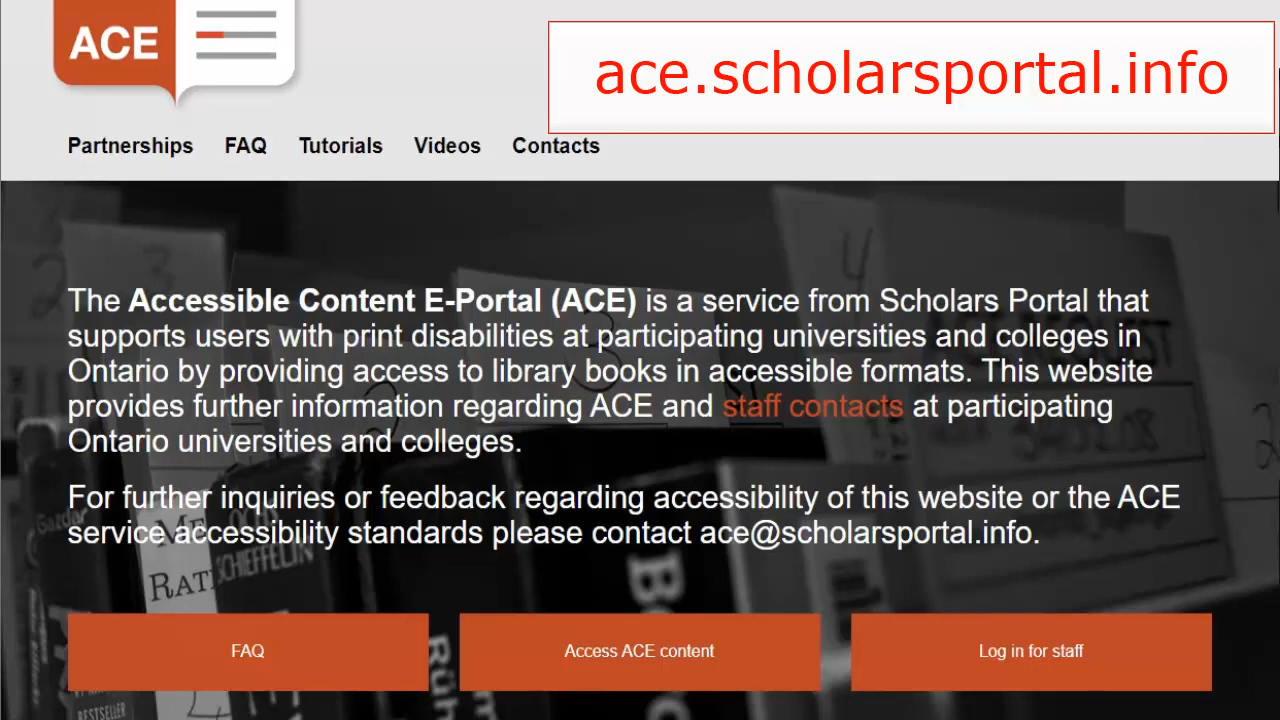 ACE
ace.scholarsportal.info
Partnerships FAQ Tutorials Videos Contacts
The Accessible Content E-Portal (ACE) is a service from Scholars Portal that
supports users with print disabilities at participating universities and colleges in
Ontario by providing access to library books in accessible formats. This website
provides further information regarding ACE and staff contacts at participating
Ontario universities and colleges.
For further inquiries or feedback regarding accessibility of this website or the ACE
service accessibility standards please contact ace@scholarsportal.info.
SCHIEFFELIN
FAQ Access ACE content Log in for staff
BESTSELLER